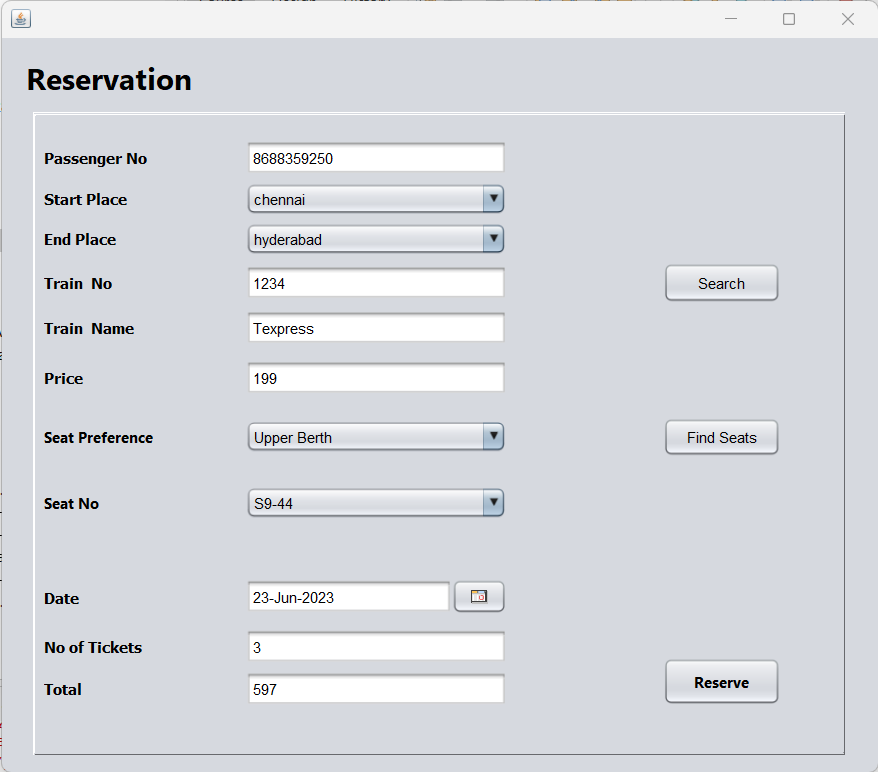 Reservation
Passenger No 8688359250
Start Place chennai
End Place hyderabad
Train  No 1234 Search
Train  Name Texpress
Price 199
Seat Preference Upper Berth Find Seats
Seat No S9-44
Date 23-Jun-2023
No of Tickets 3
Total 597 Reserve